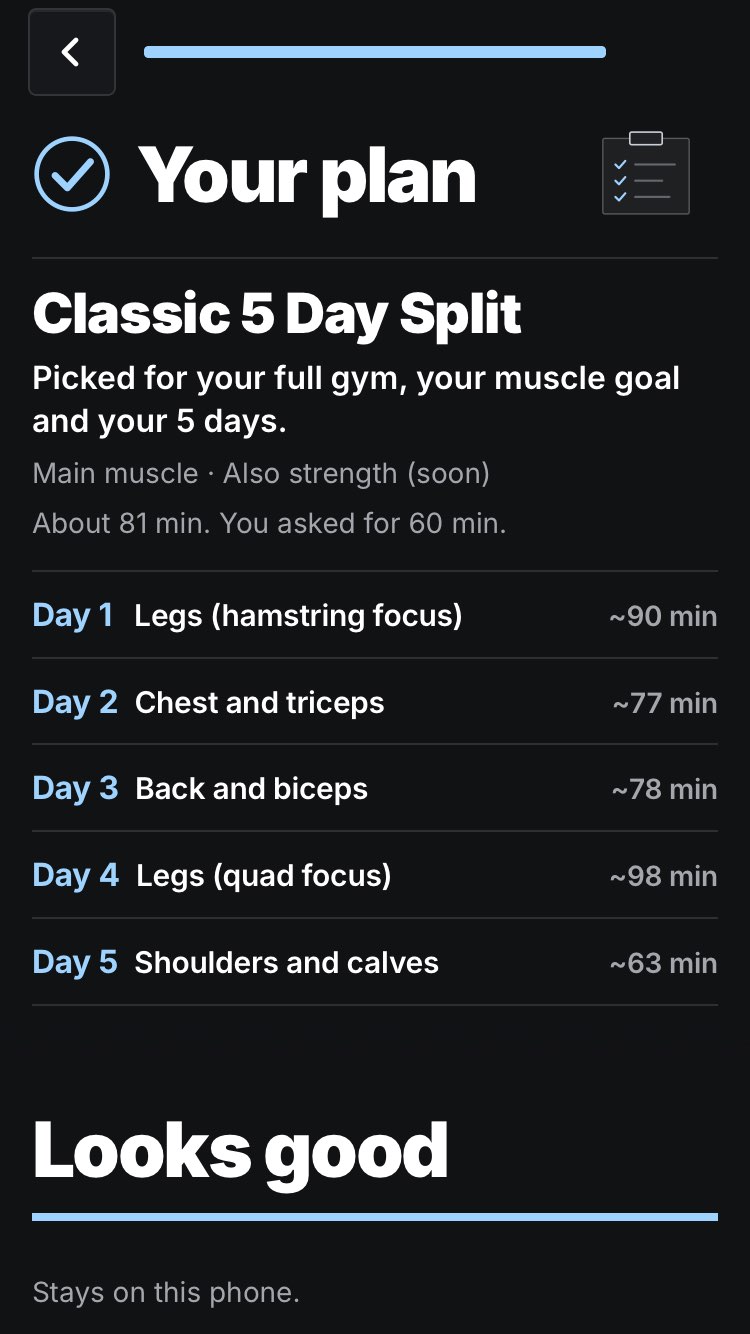 Your plan
Classic 5 Day Split
Picked for your full gym, your muscle goal
and your 5 days.
Main muscle · Also strength (soon)
About 81 min. You asked for 60 min.
Day 1 Legs (hamstring focus) ~90 min
Day 2 Chest and triceps ~77 min
Day 3 Back and biceps ~78 min
Day 4 Legs (quad focus) ~98 min
Day 5 Shoulders and calves ~63 min
Looks good
Stays on this phone.